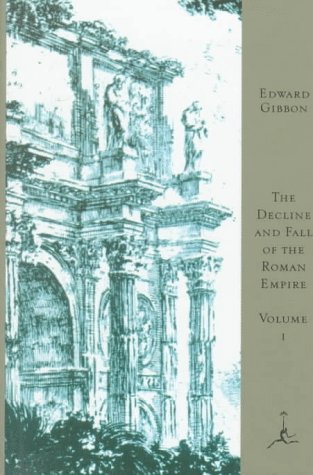 EDWARD
GIBBON
THE
DECLINE
AND FALL
OF THE
ROMAN
EMPIRE
VOLUME
I